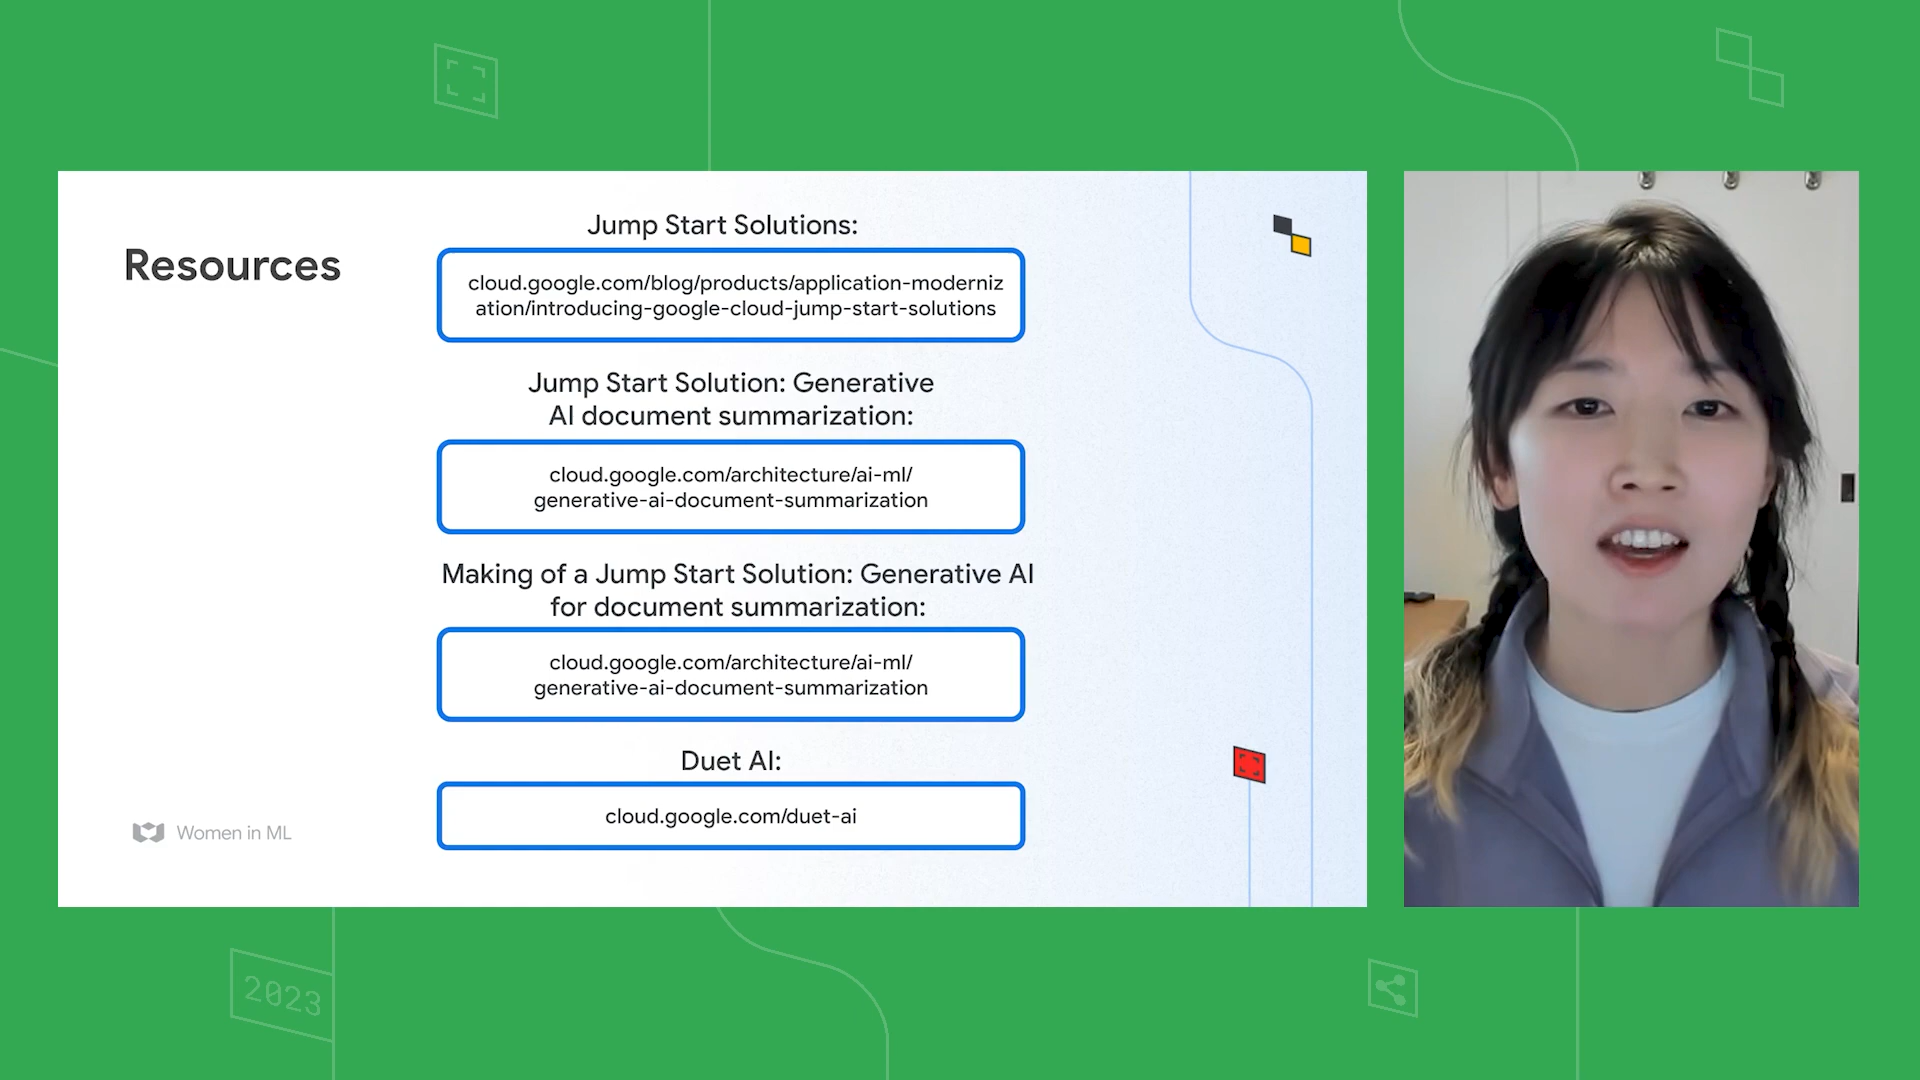 Resources
Jump Start Solutions:
cloud.google.com/blog/products/application-moderniz
ation/introducing-google-cloud-jump-start-solutions
Jump Start Solution: Generative
AI document summarization:
cloud.google.com/architecture/ai-ml/
generative-ai-document-summarization
Making of a Jump Start Solution: Generative AI
for document summarization:
cloud.google.com/architecture/ai-ml/
generative-ai-document-summarization
Duet AI:
cloud.google.com/duet-ai
Women in ML
2023